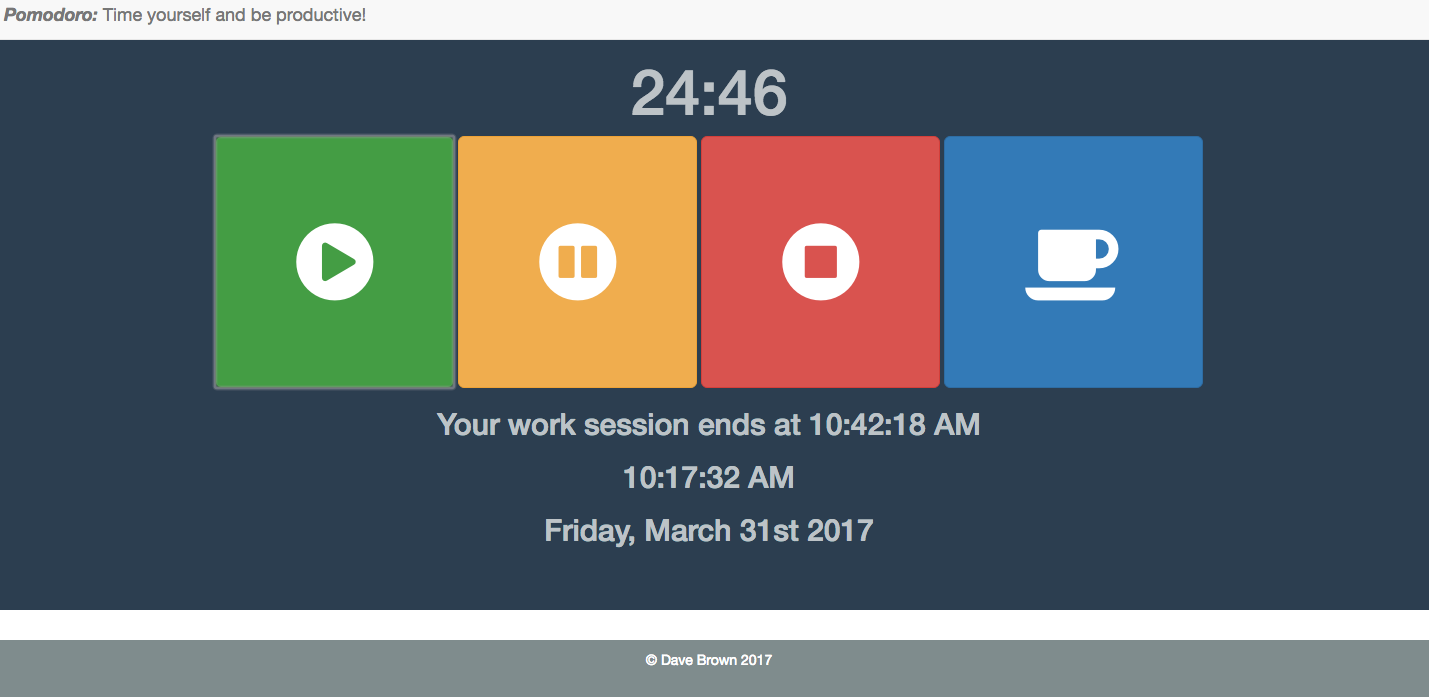 Pomodoro: Time yourself and be productive!
24:46
Your work session ends at 10:42:18 AM
10:17:32 AM
Friday, March 31st 2017
© Dave Brown 2017